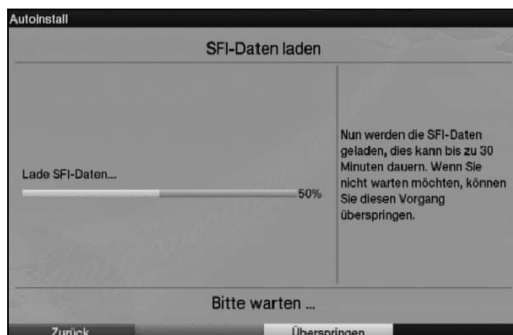 AutoInstall
SFI-Daten laden
Lade SFI-Daten...
50%
Nun werden die SFI-Daten
geladen, dies kann bis zu 30
Minuten dauern. Wenn Sie
nicht warten möchten, können
Sie diesen Vorgang
überspringen.
Bitte warten ...
Zurück
Überspringen